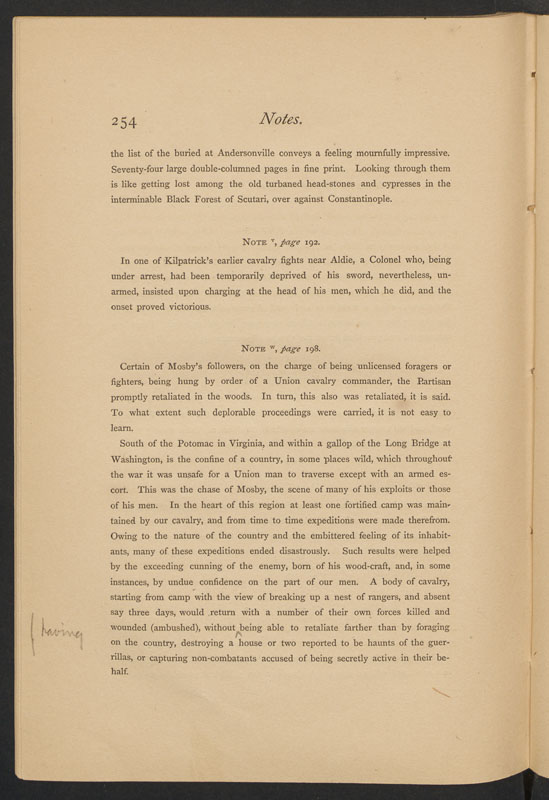 254
Notes.
the list of the buried at Andersonville conveys a feeling mournfully impressive.
Seventy-four large double-columned pages in fine print. Looking through them
is like getting lost among the old turbaned head-stones and cypresses in the
interminable Black Forest of Scutari, over against Constantinople.
NOTE v, page 192.
In one of Kilpatrick's earlier cavalry fights near Aldie, a Colonel who, being
under arrest, had been temporarily deprived of his sword, nevertheless, un-
armed, insisted upon charging at the head of his men, which he did, and the
onset proved victorious.
NOTE w, page 198.
Certain of Mosby's followers, on the charge of being unlicensed foragers or
fighters, being hung by order of a Union cavalry commander, the Partisan
promptly retaliated in the woods. In turn, this also was retaliated, it is said.
To what extent such deplorable proceedings were carried, it is not easy to
learn.
South of the Potomac in Virginia, and within a gallop of the Long Bridge at
Washington, is the confine of a country, in some places wild, which throughout
the war it was unsafe for a Union man to traverse except with an armed es-
cort. This was the chase of Mosby, the scene of many of his exploits or those
of his men. In the heart of this region at least one fortified camp was main-
tained by our cavalry, and from time to time expeditions were made therefrom.
Owing to the nature of the country and the embittered feeling of its inhabit-
ants, many of these expeditions ended disastrously. Such results were helped
by the exceeding cunning of the enemy, born of his wood-craft, and, in some
instances, by undue confidence on the part of our men. A body of cavalry,
starting from camp with the view of breaking up a nest of rangers, and absent
say three days, would return with a number of their own forces killed and
wounded (ambushed), without being able to retaliate farther than by foraging
having
on the country, destroying a house or two reported to be haunts of the guer-
rillas, or capturing non-combatants accused of being secretly active in their be-
half.